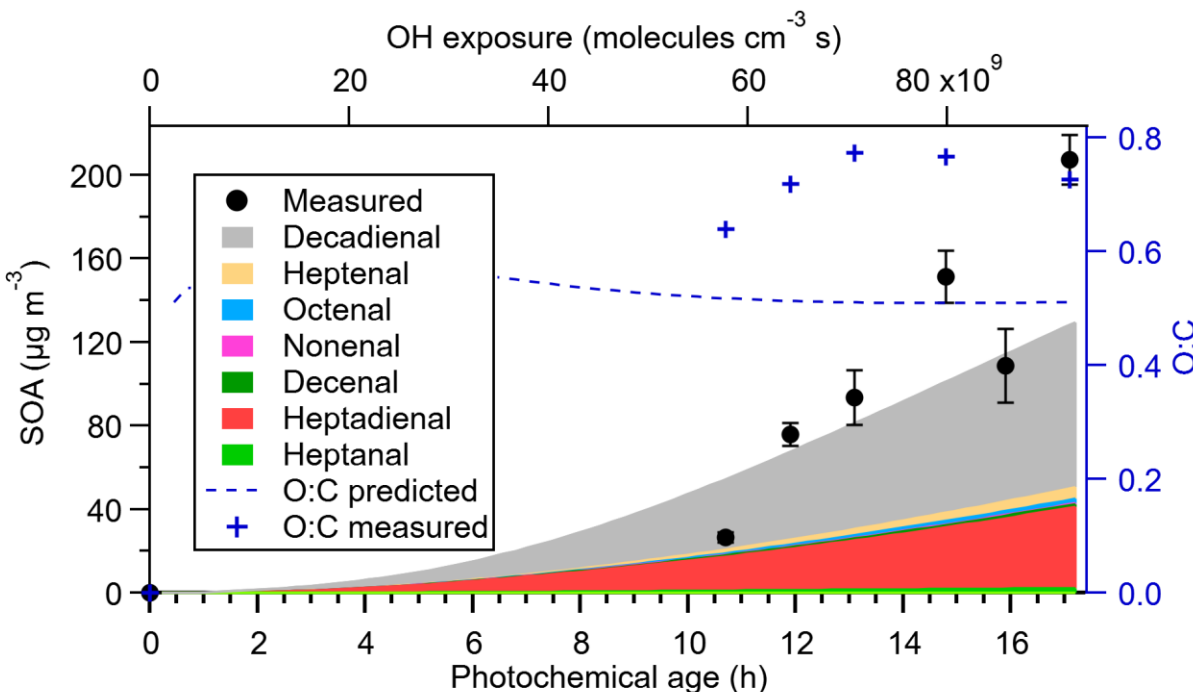 OH exposure (molecules cm⁻³ s)
0 20 40 60 80 x10⁹
200
160
120
80
40
0
SOA (µg m⁻³)
Measured
Decadienal
Heptenal
Octenal
Nonenal
Decenal
Heptadienal
Heptanal
O:C predicted
O:C measured
0.8
0.6
0.4
0.2
0.0
O:C
0 2 4 6 8 10 12 14 16
Photochemical age (h)